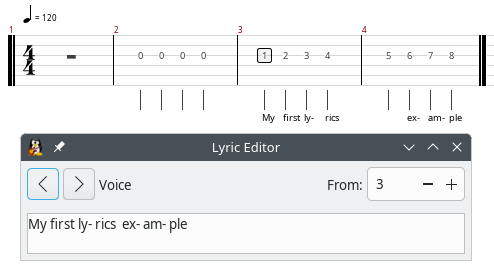 = 120
1 2 3 4
4 4
0 0 0 0 1 2 3 4 5 6 7 8
My first ly- rics ex- am- ple
Lyric Editor
Voice From: 3
My first ly- rics ex- am- ple